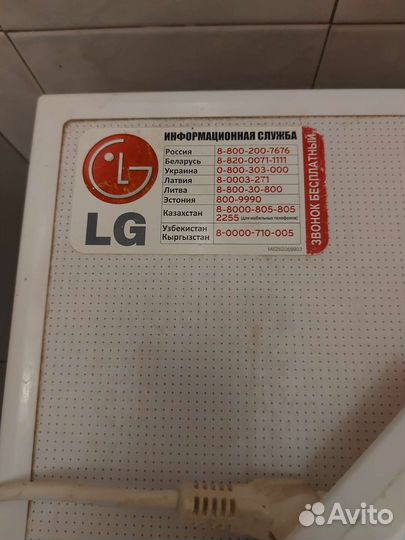 ИНФОРМАЦИОННАЯ СЛУЖБА
Россия 8-800-200-7676
Беларусь 8-820-0071-1111
Украина 0-800-303-000
Латвия 8-0003-271
Литва 8-800-30-800
Эстония 800-9990
Казахстан 8-8000-805-805
2255 (для мобильных телефонов)
Узбекистан
Кыргызстан 8-0000-710-005
ЗВОНОК БЕСПЛАТНЫЙ
LG
LG
Avito